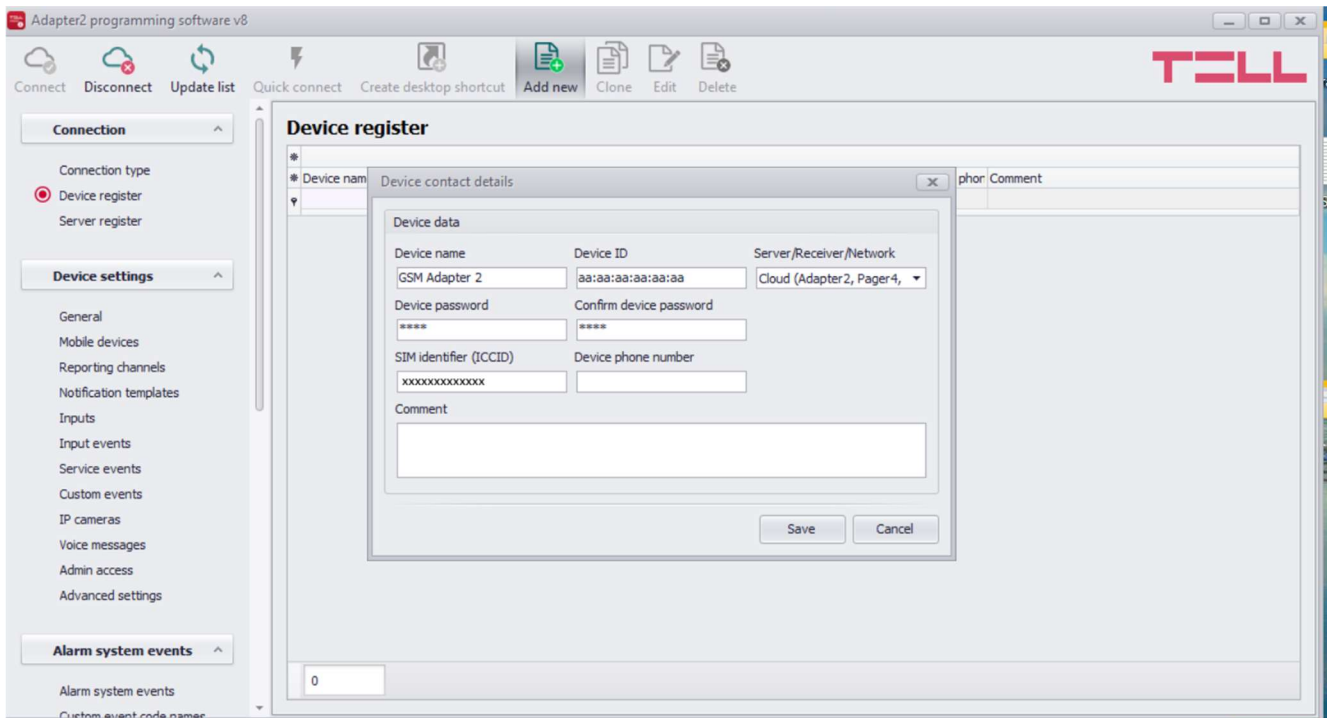 Adapter2 programming software v8
Connect Disconnect Update list Quick connect Create desktop shortcut Add new Clone Edit Delete
TELL
Connection
Connection type
Device register
Server register
Device settings
General
Mobile devices
Reporting channels
Notification templates
Inputs
Input events
Service events
Custom events
IP cameras
Voice messages
Admin access
Advanced settings
Alarm system events
Alarm system events
Custom event code names
Device register
Device nam
phor Comment
Device contact details
Device data
Device name Device ID Server/Receiver/Network
GSM Adapter 2 aa:aa:aa:aa:aa:aa Cloud (Adapter2, Pager4,
Device password Confirm device password
**** ****
SIM identifier (ICCID) Device phone number
xxxxxxxxxxxxx
Comment
Save Cancel
0